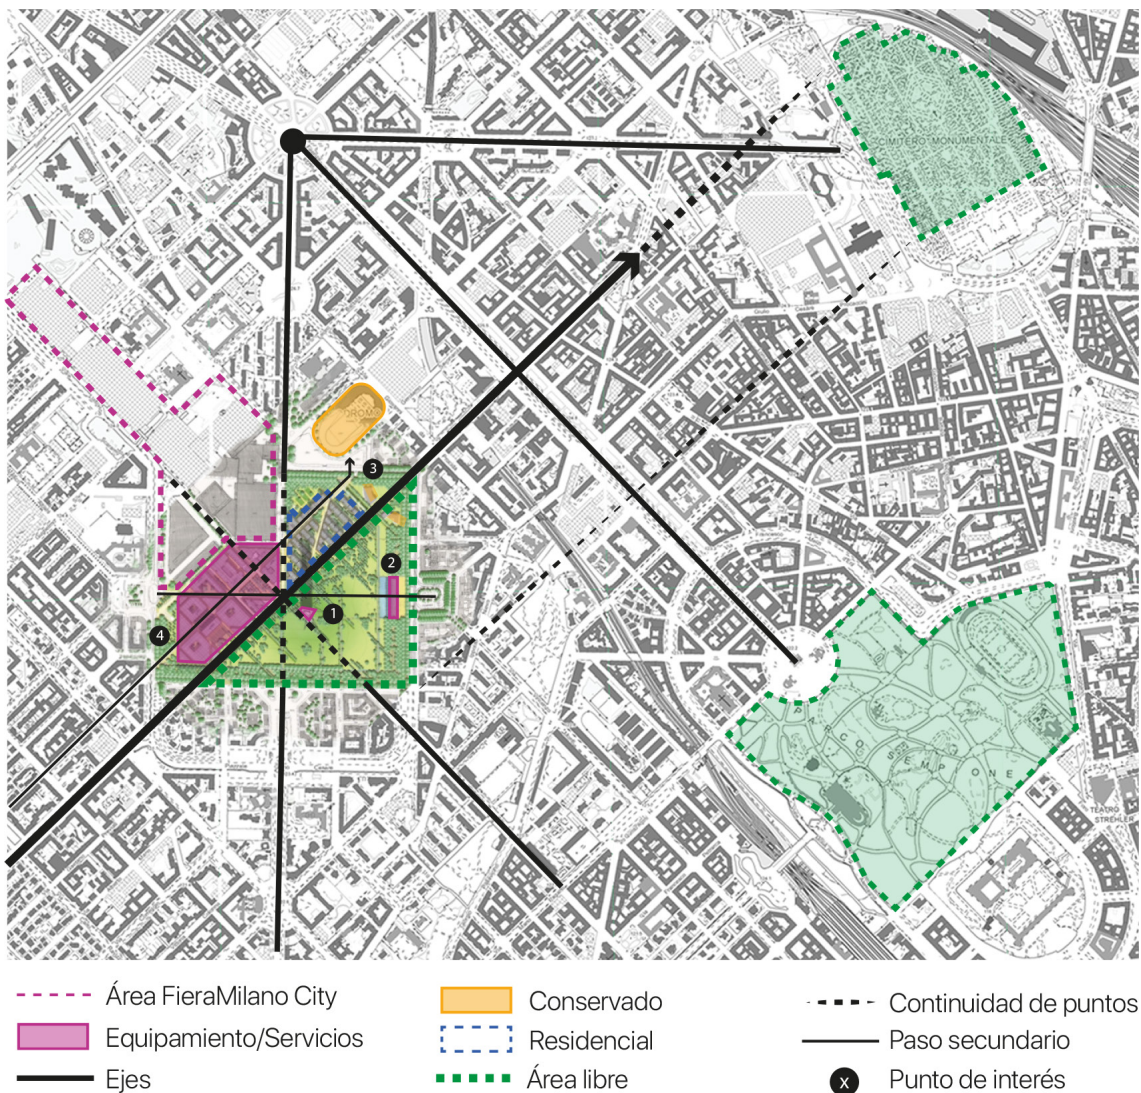 CIMITERO MONUMENTALE
DROMO
3
2
1
4
PARCO
SEMPIONE
TEATRO
STREHLER
Área FieraMilano City
Equipamiento/Servicios
Ejes
Conservado
Residencial
Área libre
Continuidad de puntos
Paso secundario
x Punto de interés